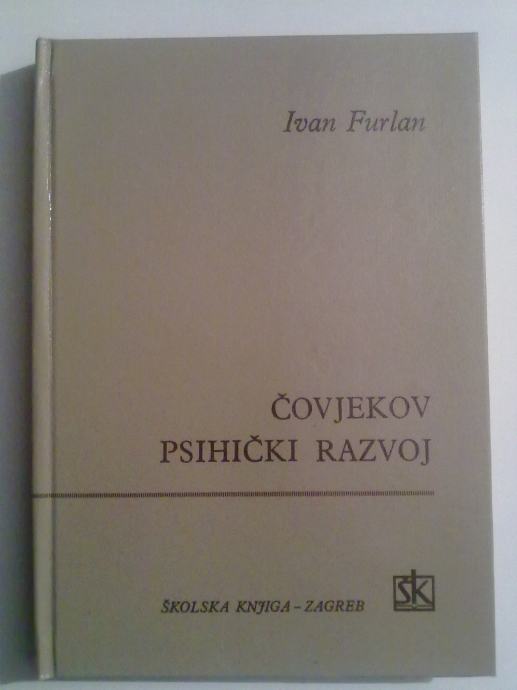 Ivan Furlan
ČOVJEKOV
PSIHIČKI RAZVOJ
ŠKOLSKA KNJIGA – ZAGREB
šk